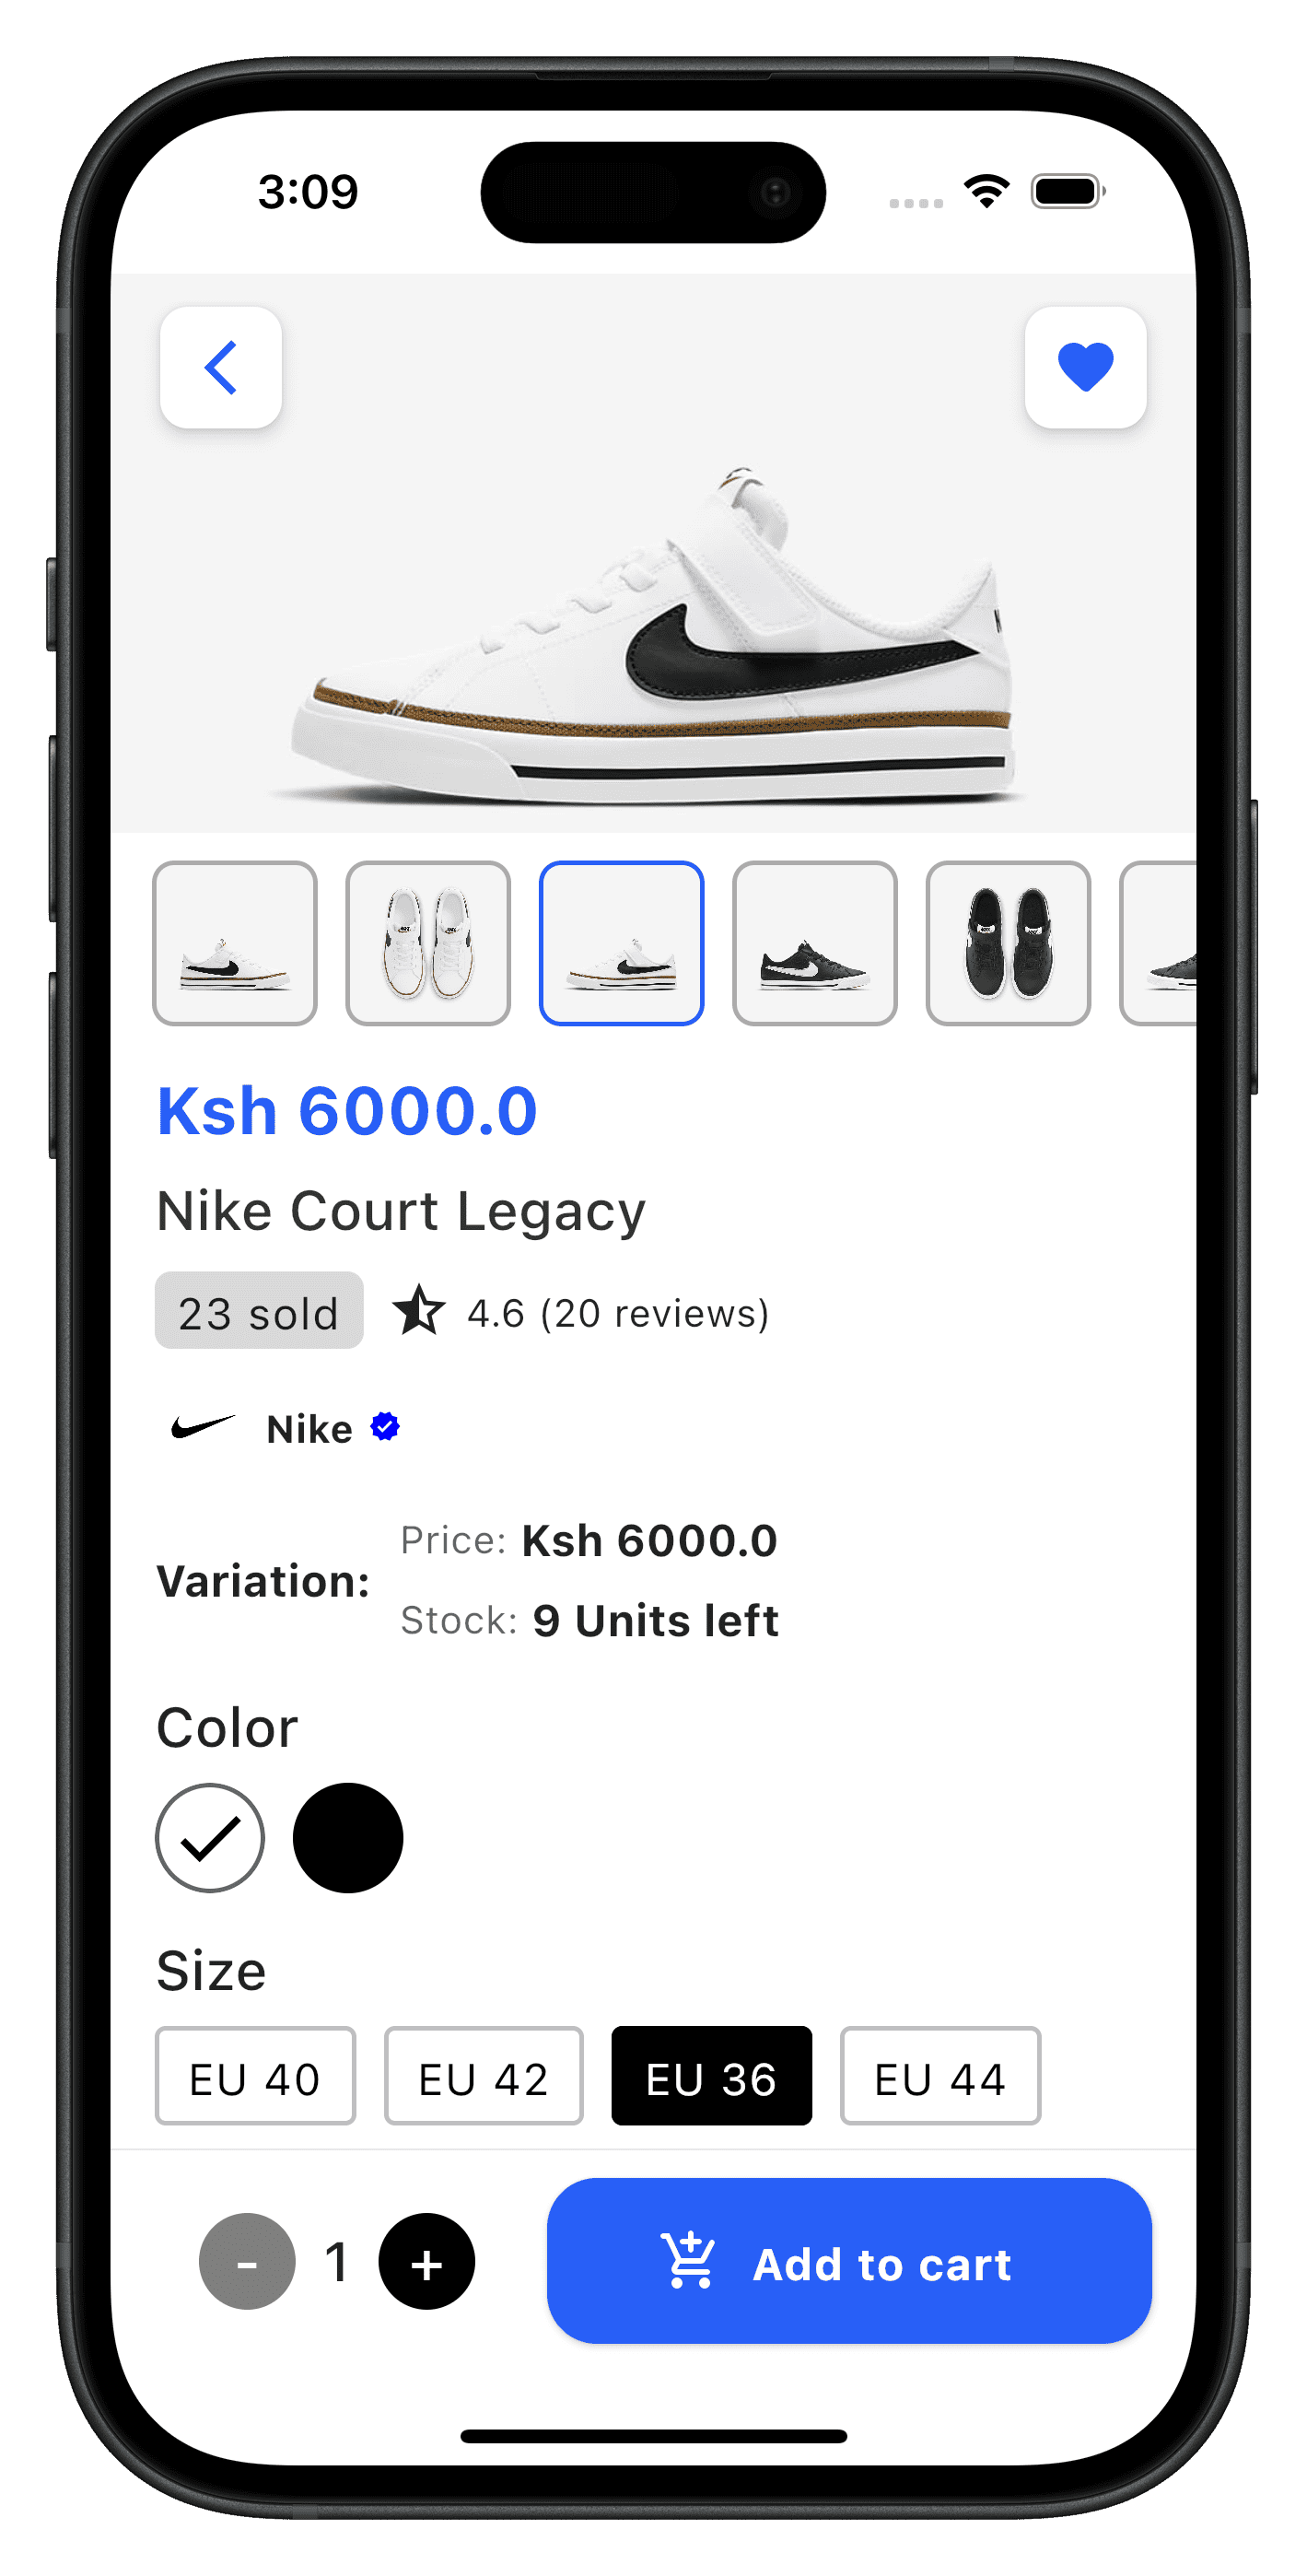 3:09
Ksh 6000.0
Nike Court Legacy
23 sold 4.6 (20 reviews)
Nike
Price: Ksh 6000.0
Variation:
Stock: 9 Units left
Color
Size
EU 40 EU 42 EU 36 EU 44
- 1 + Add to cart